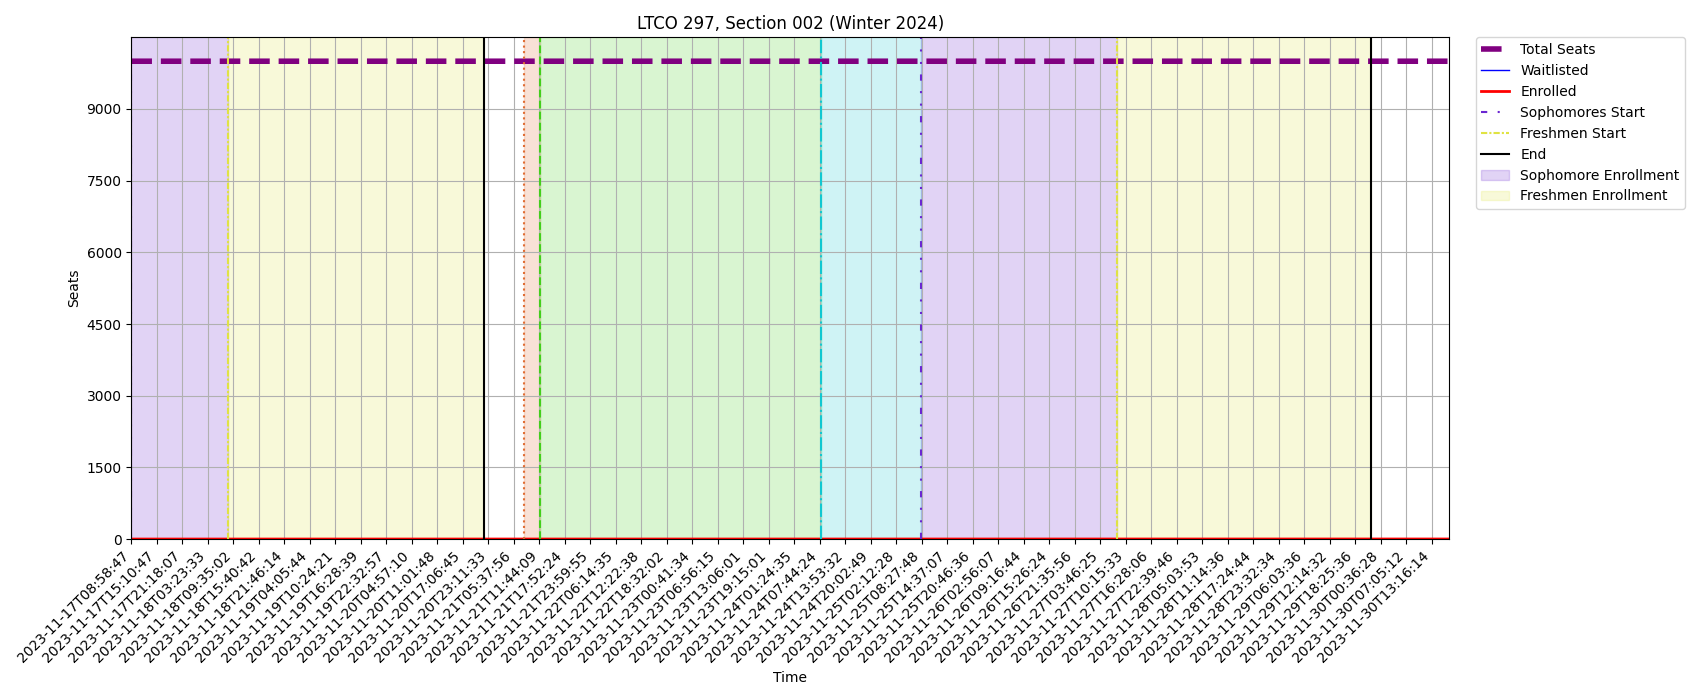 LTCO 297, Section 002 (Winter 2024)
Total Seats
Waitlisted
Enrolled
Sophomores Start
Freshmen Start
End
Sophomore Enrollment
Freshmen Enrollment
Seats
9000
7500
6000
4500
3000
1500
0
2023-11-17T08:58:47
2023-11-17T15:10:47
2023-11-17T21:18:07
2023-11-18T03:23:33
2023-11-18T09:35:02
2023-11-18T15:40:42
2023-11-18T21:46:14
2023-11-19T04:05:44
2023-11-19T10:24:21
2023-11-19T16:28:39
2023-11-19T22:32:57
2023-11-20T04:57:10
2023-11-20T11:01:48
2023-11-20T17:06:45
2023-11-20T23:11:33
2023-11-21T05:37:56
2023-11-21T11:44:09
2023-11-21T17:52:24
2023-11-21T23:59:55
2023-11-22T06:14:35
2023-11-22T12:22:38
2023-11-22T18:32:02
2023-11-23T00:41:34
2023-11-23T06:56:15
2023-11-23T13:06:01
2023-11-23T19:15:01
2023-11-24T01:24:35
2023-11-24T07:44:24
2023-11-24T13:53:32
2023-11-24T20:02:49
2023-11-25T02:12:28
2023-11-25T08:27:48
2023-11-25T14:37:07
2023-11-25T20:46:36
2023-11-26T02:56:07
2023-11-26T09:16:44
2023-11-26T15:26:24
2023-11-26T21:35:56
2023-11-27T03:46:25
2023-11-27T10:15:33
2023-11-27T16:28:06
2023-11-27T22:39:46
2023-11-28T05:03:53
2023-11-28T11:14:36
2023-11-28T17:24:44
2023-11-28T23:32:34
2023-11-29T06:03:36
2023-11-29T12:14:32
2023-11-29T18:25:36
2023-11-30T00:36:28
2023-11-30T07:05:12
2023-11-30T13:16:14
Time